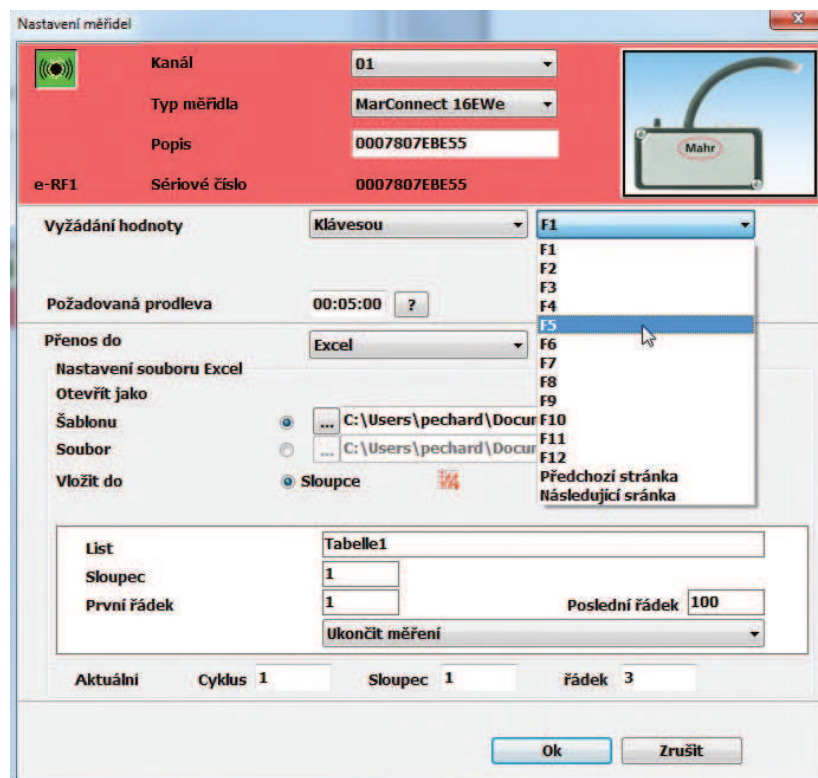 Nastavení měřidel
Kanál 01
Typ měřidla MarConnect 16EWe
Popis 0007807EBE55
Mahr
e-RF1 Sériové číslo 0007807EBE55
Vyžádání hodnoty Klávesou F1
F1
F2
F3
Požadovaná prodleva 00:05:00 ?
F4
F5
Přenos do Excel
F6
Nastavení souboru Excel
F7
Otevřít jako
F8
F9
Šablonu ... C:\Users\pechard\Docur
F10
Soubor ... C:\Users\pechard\Docur
F11
F12
Vložit do Sloupce
Předchozí stránka
Následující sránka
List Tabelle1
Sloupec 1
První řádek 1 Poslední řádek 100
Ukončit měření
Aktuálni Cyklus 1 Sloupec 1 řádek 3
Ok Zrušit